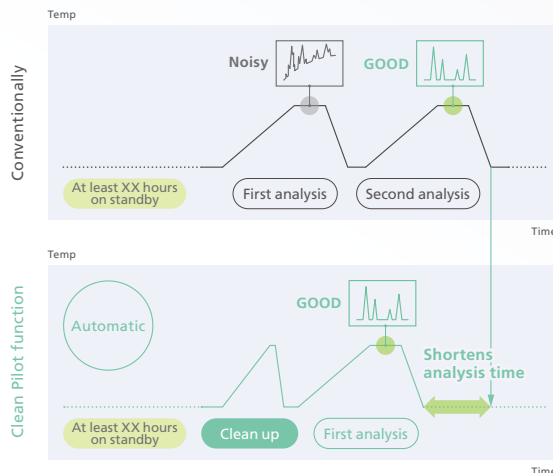 Temp
Conventionally
Noisy
GOOD
At least XX hours
on standby
First analysis
Second analysis
Time
Temp
Clean Pilot function
Automatic
GOOD
Shortens
analysis time
At least XX hours
on standby
Clean up
First analysis
Time